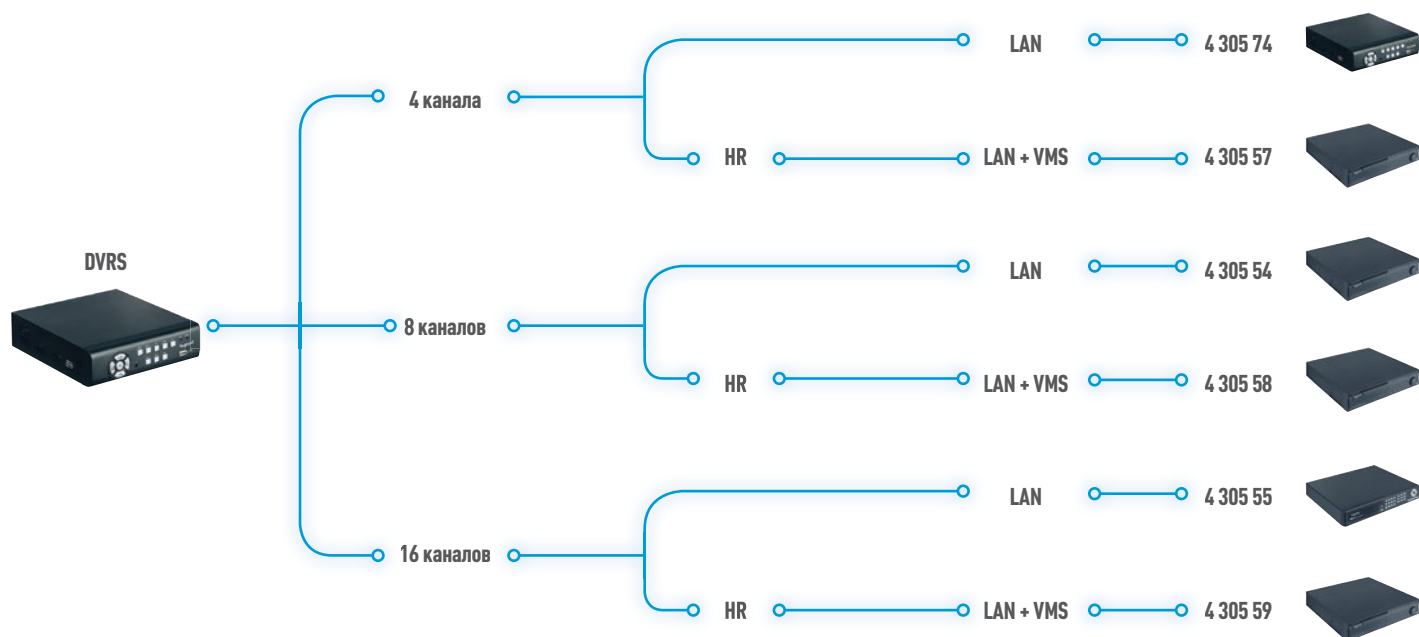 LAN
4 305 74
4 канала
HR
LAN + VMS
4 305 57
DVRS
LAN
4 305 54
8 каналов
HR
LAN + VMS
4 305 58
LAN
4 305 55
16 каналов
HR
LAN + VMS
4 305 59